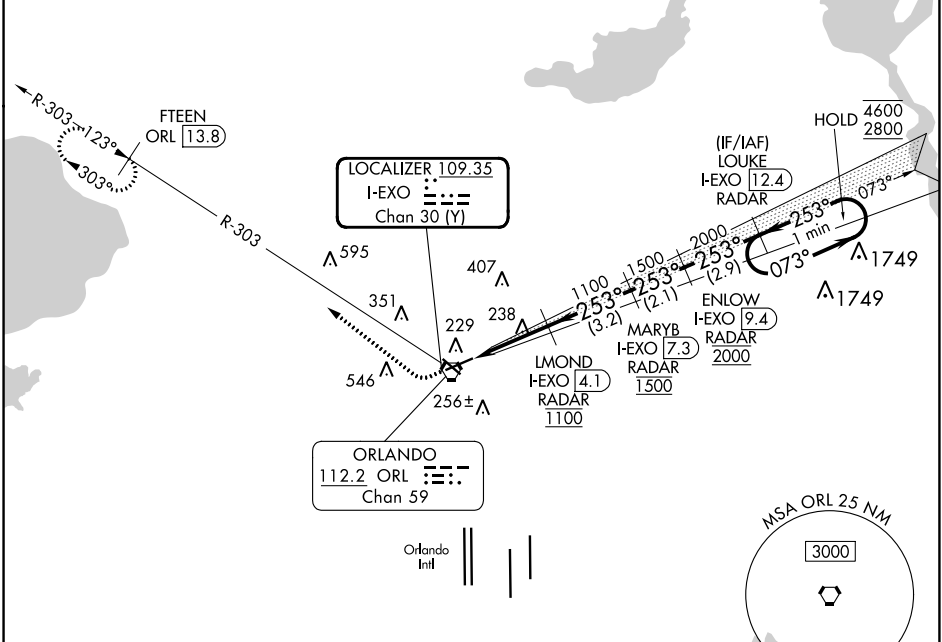 R-303
123°
303°
FTEEN
ORL 13.8
R-303
LOCALIZER 109.35
I-EXO
Chan 30 (Y)
HOLD 4600
2800
(IF/IAF)
LOUKE
I-EXO 12.4
RADAR
073°
253°
1 min
073°
1749
1749
2000
253°
(2.9)
1500
253°
(2.1)
1100
253°
(3.2)
ENLOW
I-EXO 9.4
RADAR
2000
MARYB
I-EXO 7.3
RADAR
1500
LMOND
I-EXO 4.1
RADAR
1100
595
407
351
238
229
546
256±
ORLANDO
112.2 ORL
Chan 59
Orlando
Intl
MSA ORL 25 NM
3000